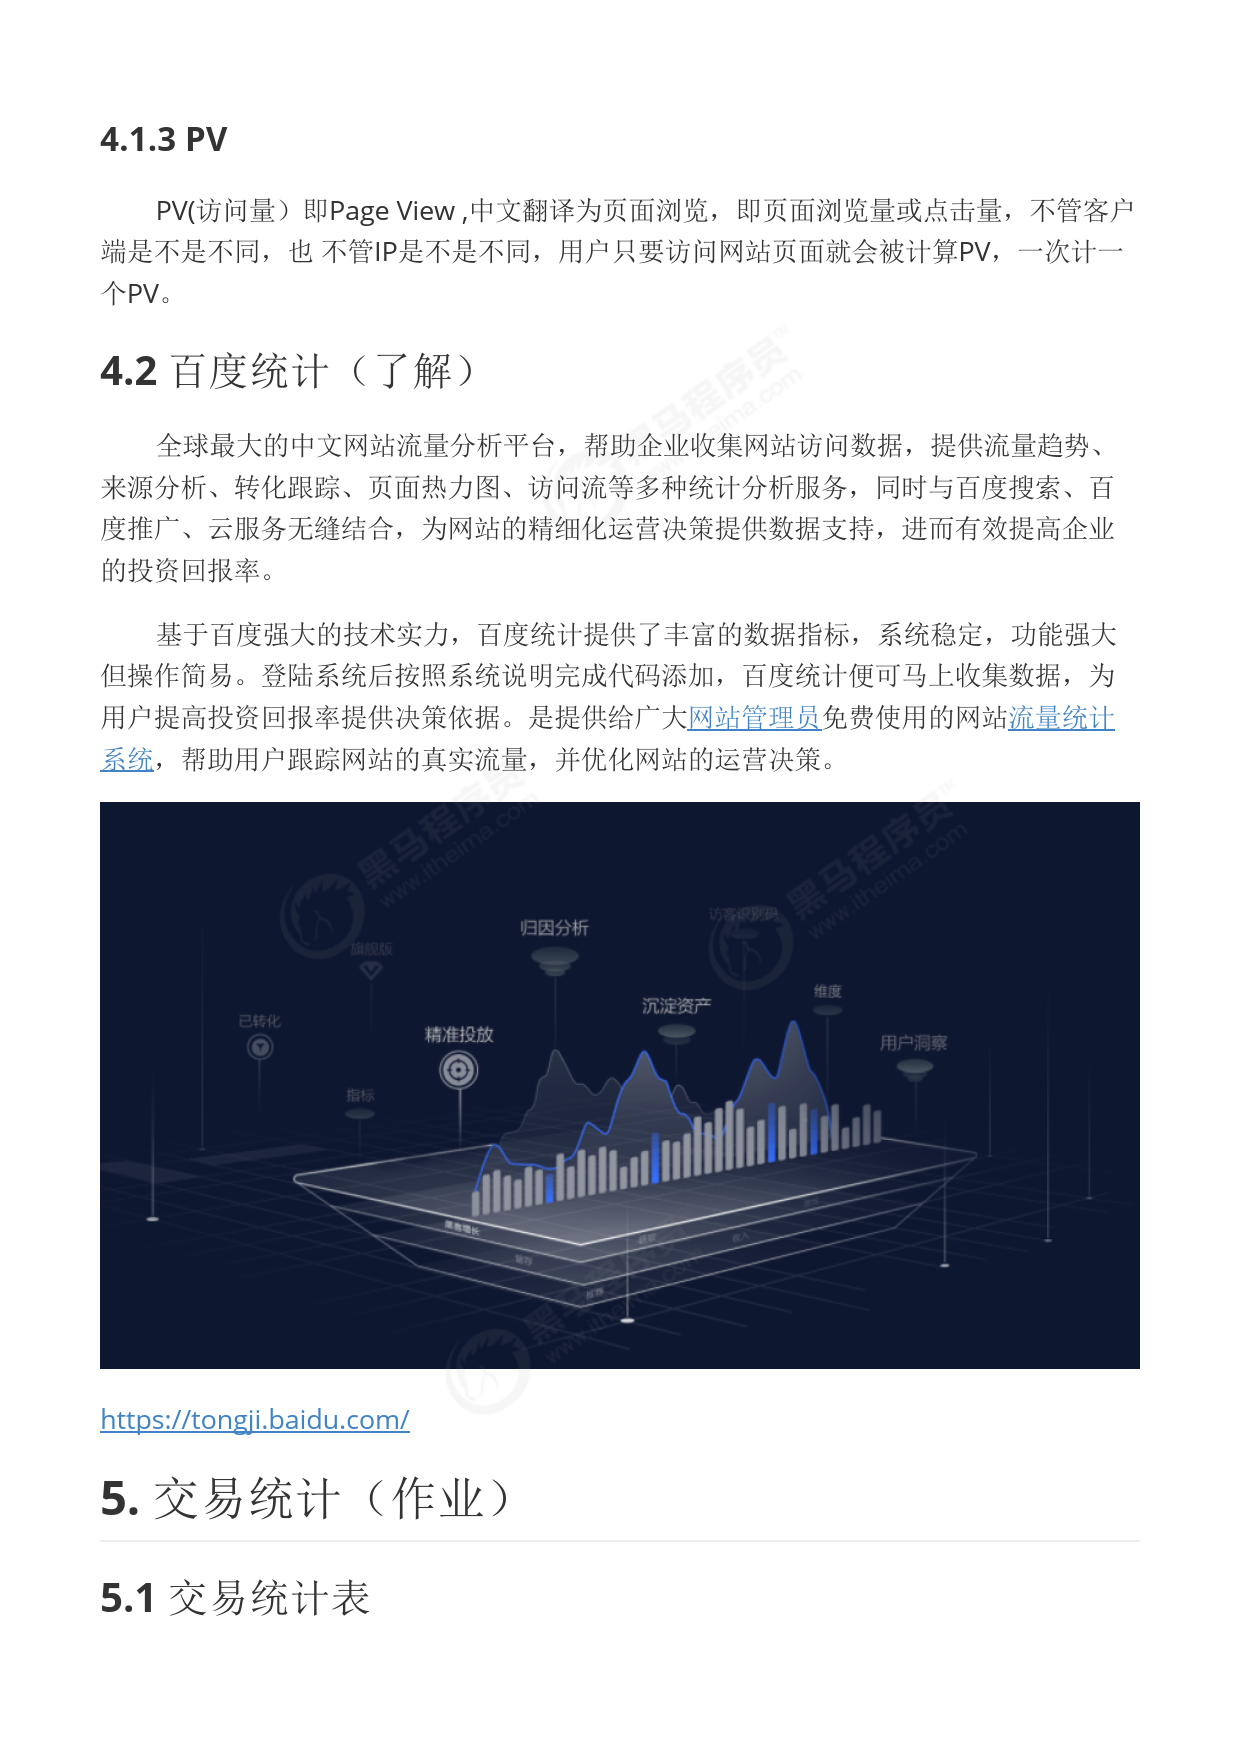 4.1.3 PV
PV(访问量）即Page View ,中文翻译为页面浏览，即页面浏览量或点击量，不管客户
端是不是不同，也 不管IP是不是不同，用户只要访问网站页面就会被计算PV，一次计一
个PV。
4.2 百度统计（了解）
全球最大的中文网站流量分析平台，帮助企业收集网站访问数据，提供流量趋势、
来源分析、转化跟踪、页面热力图、访问流等多种统计分析服务，同时与百度搜索、百
度推广、云服务无缝结合，为网站的精细化运营决策提供数据支持，进而有效提高企业
的投资回报率。
基于百度强大的技术实力，百度统计提供了丰富的数据指标，系统稳定，功能强大
但操作简易。登陆系统后按照系统说明完成代码添加，百度统计便可马上收集数据，为
用户提高投资回报率提供决策依据。是提供给广大网站管理员免费使用的网站流量统计
系统，帮助用户跟踪网站的真实流量，并优化网站的运营决策。
黑马程序员
www.itheima.com
访客识别码
归因分析
旗舰版
维度
沉淀资产
已转化
精准投放
用户洞察
指标
收入
推荐
https://tongji.baidu.com/
5. 交易统计（作业）
5.1 交易统计表